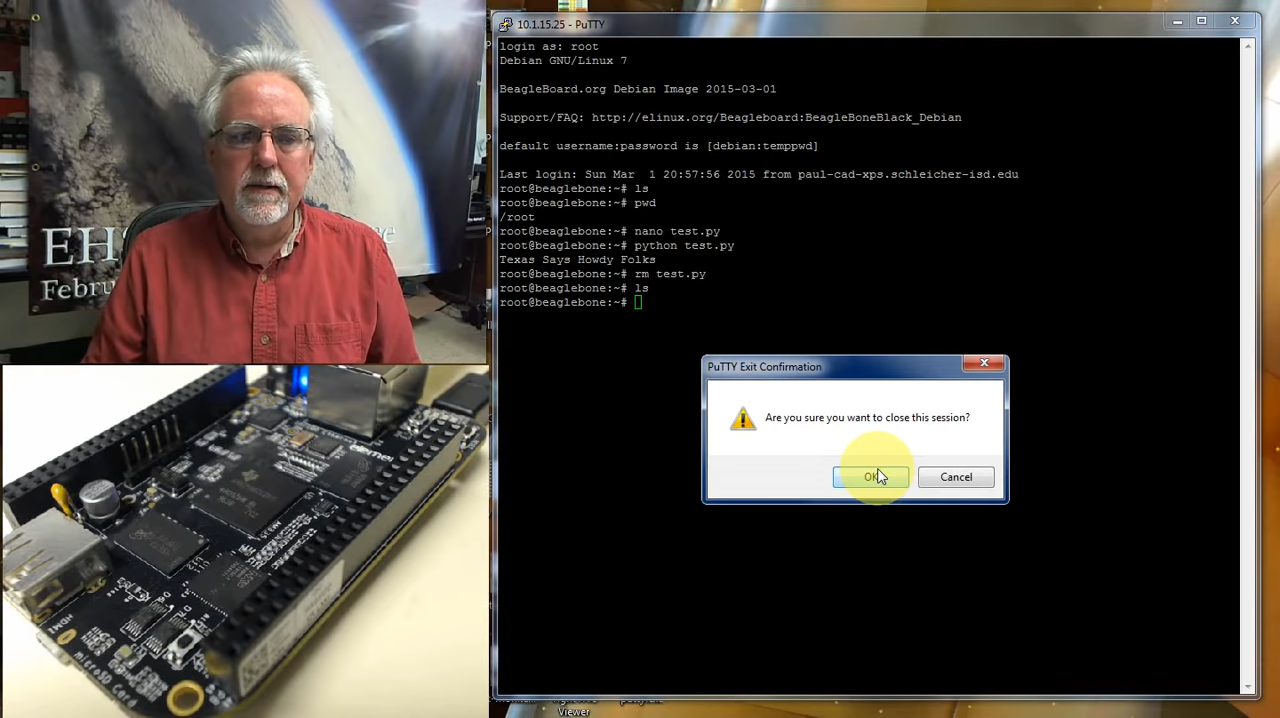 10.1.15.25 - PuTTY
login as: root
Debian GNU/Linux 7
BeagleBoard.org Debian Image 2015-03-01
Support/FAQ: http://elinux.org/Beagleboard:BeagleBoneBlack_Debian
default username:password is [debian:temppwd]
Last login: Sun Mar  1 20:57:56 2015 from paul-cad-xps.schleicher-isd.edu
root@beaglebone:~# ls
root@beaglebone:~# pwd
/root
root@beaglebone:~# nano test.py
root@beaglebone:~# python test.py
Texas Says Howdy Folks
root@beaglebone:~# rm test.py
root@beaglebone:~# ls
root@beaglebone:~#
PuTTY Exit Confirmation
Are you sure you want to close this session?
OK
Cancel
Viewer
EH
Febru
HDMI
microSD Card